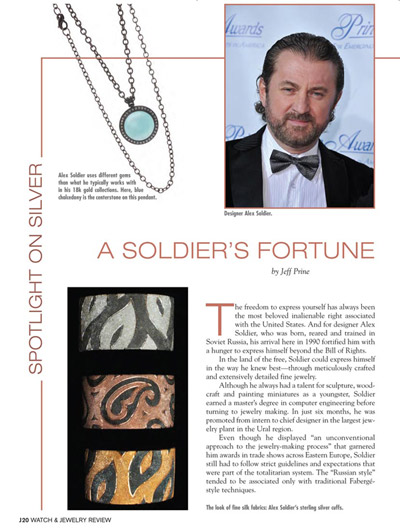 Awards
Prin
FROM AMERICA
FOR EMERGING
P
Awa
Alex Soldier uses different gems
than what he typically works with
in his 18k gold collections. Here, blue
chalcedony is the centerstone on this pendant.
Designer Alex Soldier.
SPOTLIGHT ON SILVER
A SOLDIER'S FORTUNE
by Jeff Prine
The freedom to express yourself has always been
the most beloved inalienable right associated
with the United States. And for designer Alex
Soldier, who was born, reared and trained in
Soviet Russia, his arrival here in 1990 fortified him with
a hunger to express himself beyond the Bill of Rights.
In the land of the free, Soldier could express himself
in the way he knew best—through meticulously crafted
and extensively detailed fine jewelry.
Although he always had a talent for sculpture, wood-
craft and painting miniatures as a youngster, Soldier
earned a master's degree in computer engineering before
turning to jewelry making. In just six months, he was
promoted from intern to chief designer in the largest jew-
elry plant in the Ural region.
Even though he displayed "an unconventional
approach to the jewelry-making process" that garnered
him awards in trade shows across Eastern Europe, Soldier
still had to follow strict guidelines and expectations that
were part of the totalitarian system. The "Russian style"
tended to be associated only with traditional Fabergé-
style techniques.
The look of fine silk fabrics: Alex Soldier's sterling silver cuffs.
J20 WATCH & JEWELRY REVIEW